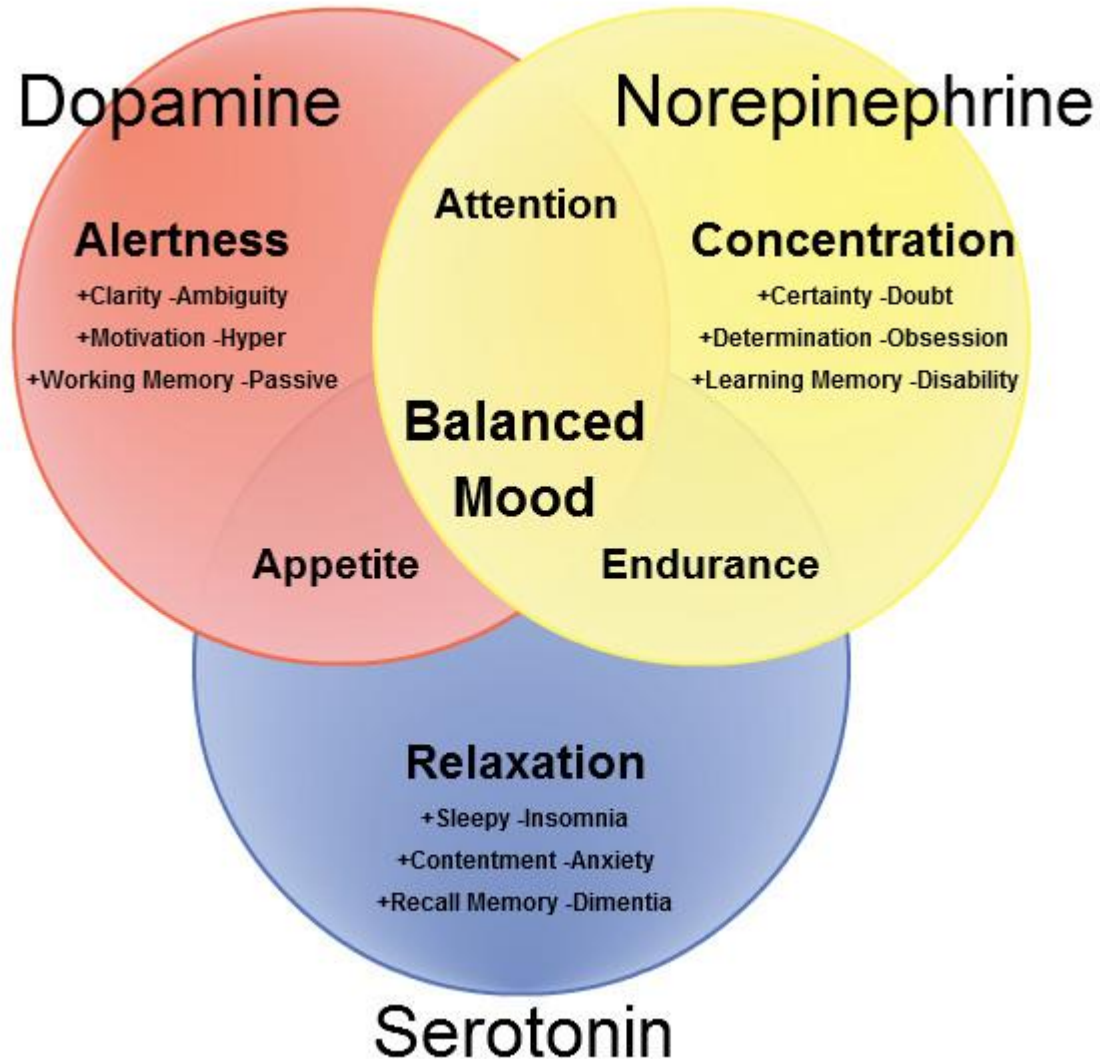 Dopamine
Norepinephrine
Attention
Alertness
+Clarity -Ambiguity
+Motivation -Hyper
+Working Memory -Passive
Concentration
+Certainty -Doubt
+Determination -Obsession
+Learning Memory -Disability
Balanced
Mood
Appetite
Endurance
Relaxation
+Sleepy -Insomnia
+Contentment -Anxiety
+Recall Memory -Dimentia
Serotonin